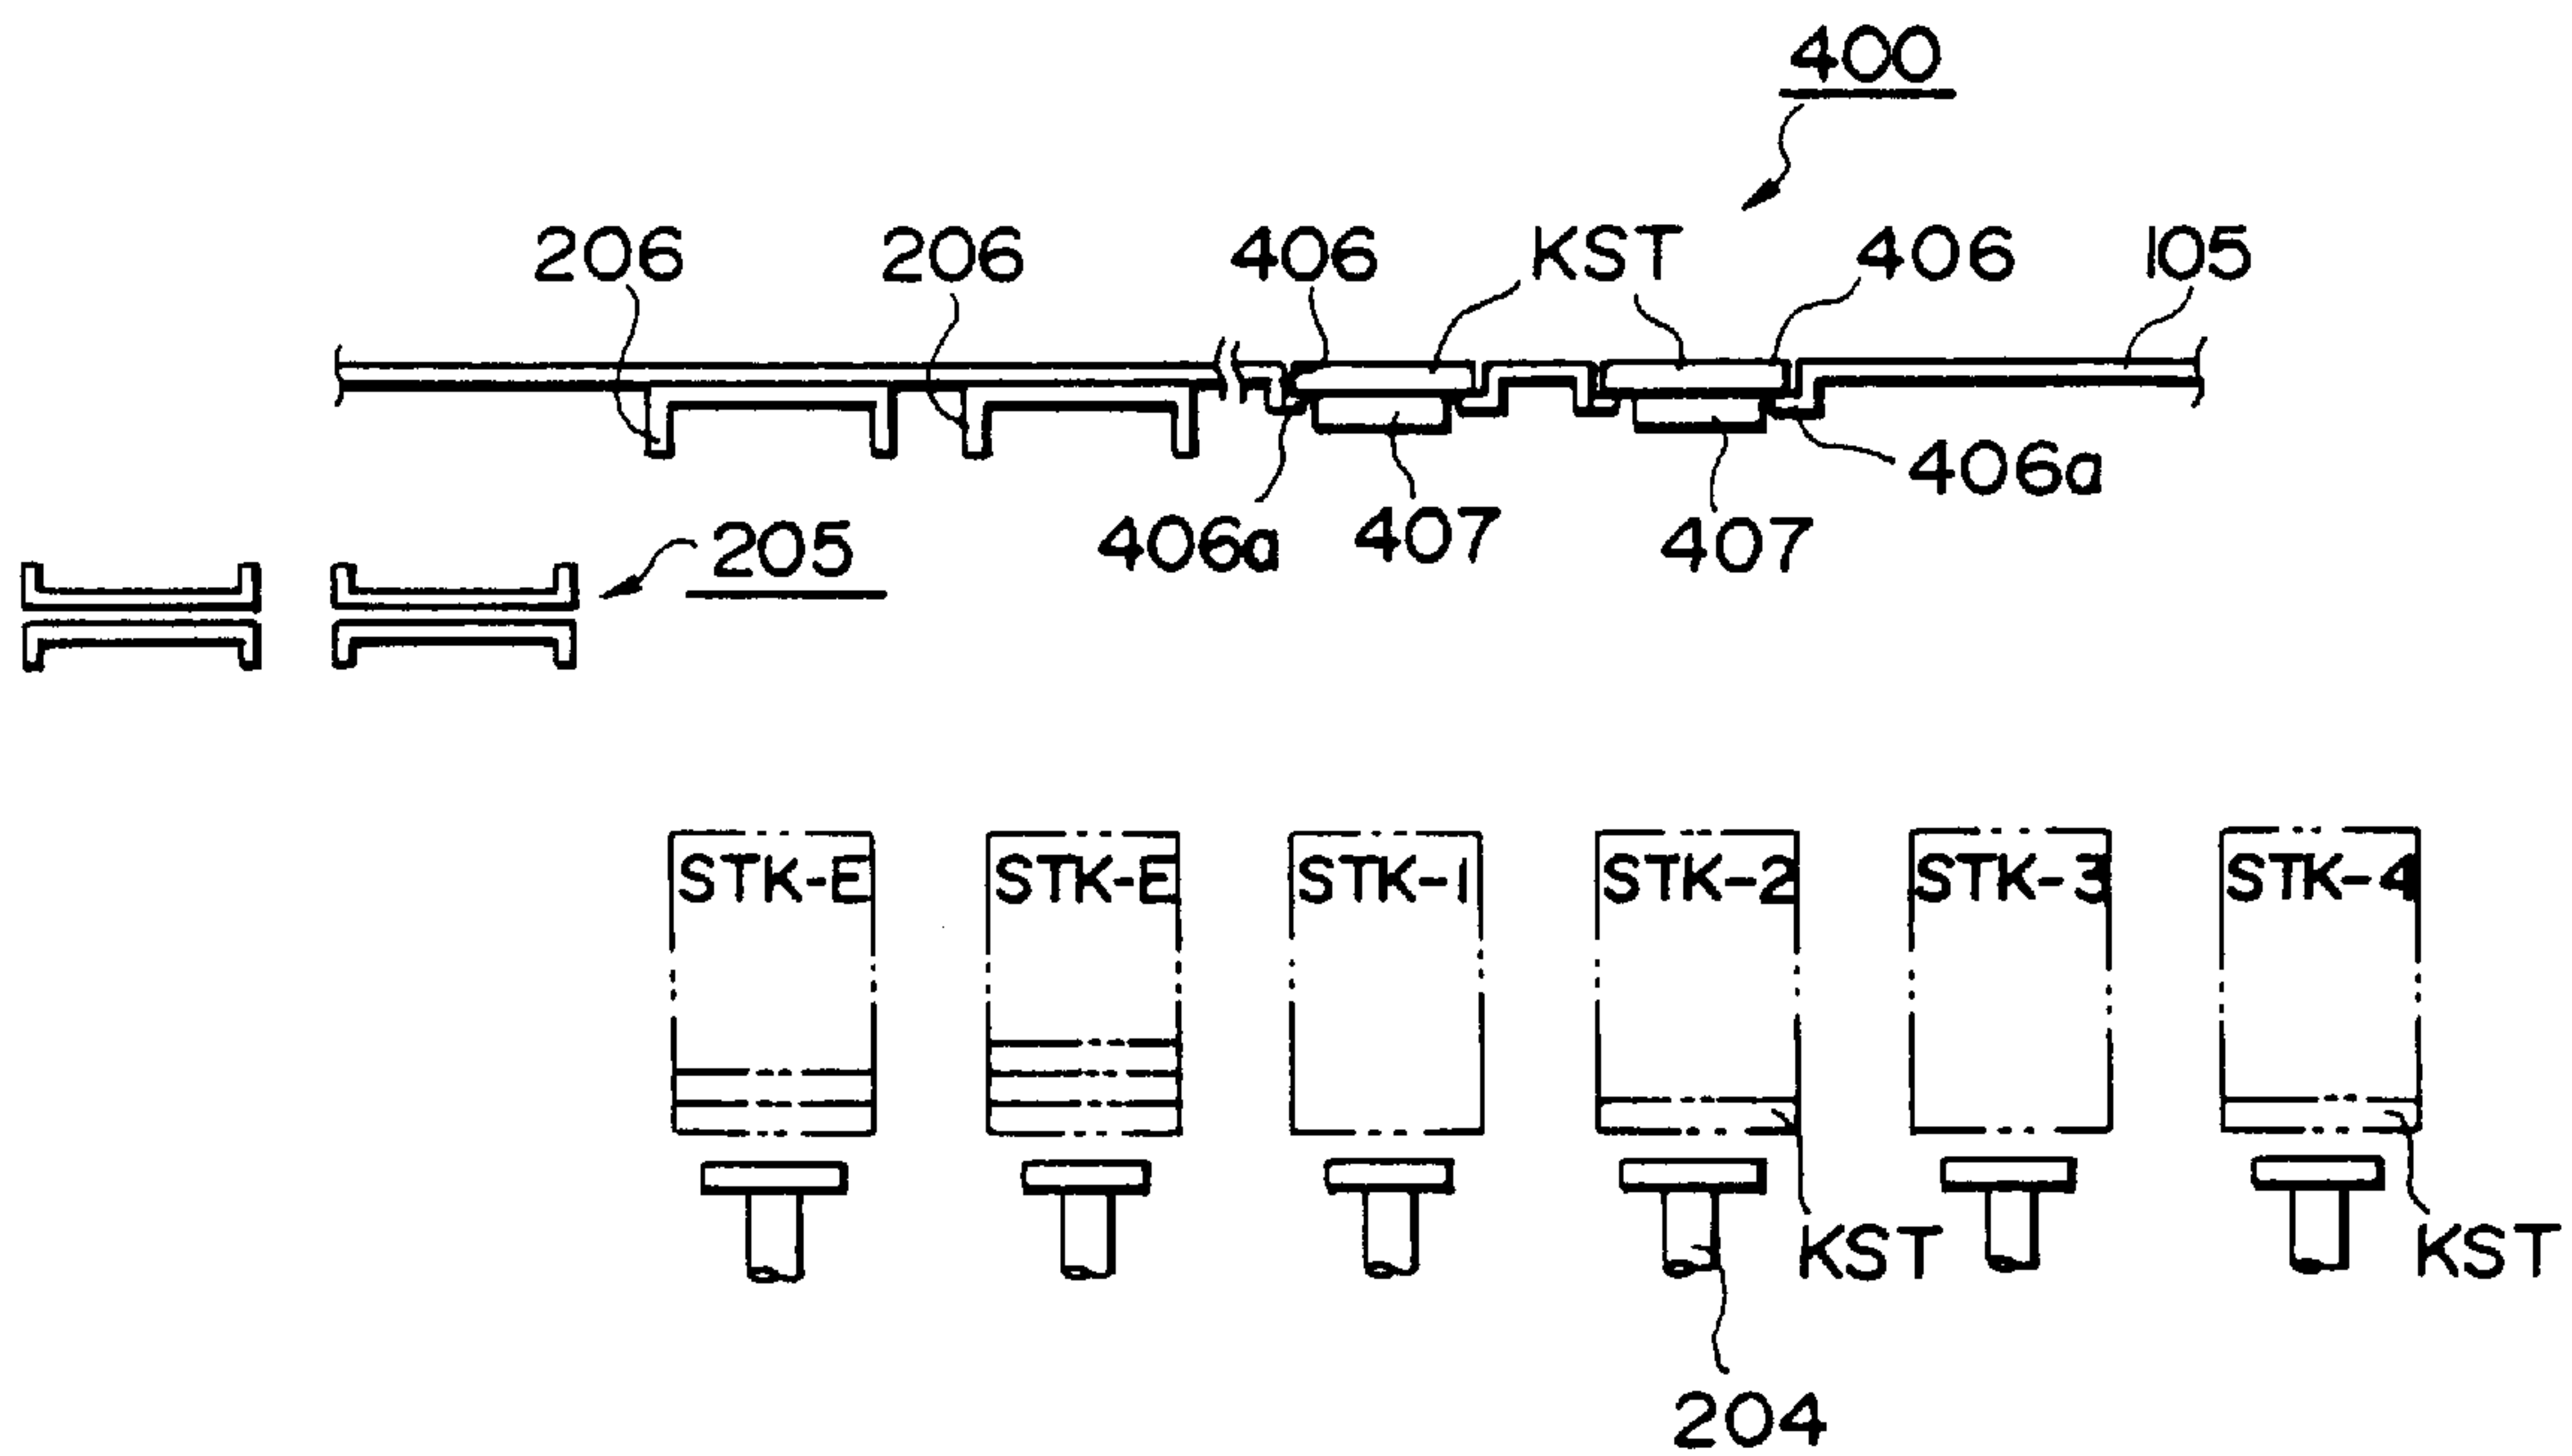 400
206 206 406 KST 406 105
406a
406a 407 407
205
STK-E STK-E STK-1 STK-2 STK-3 STK-4
KST KST
204